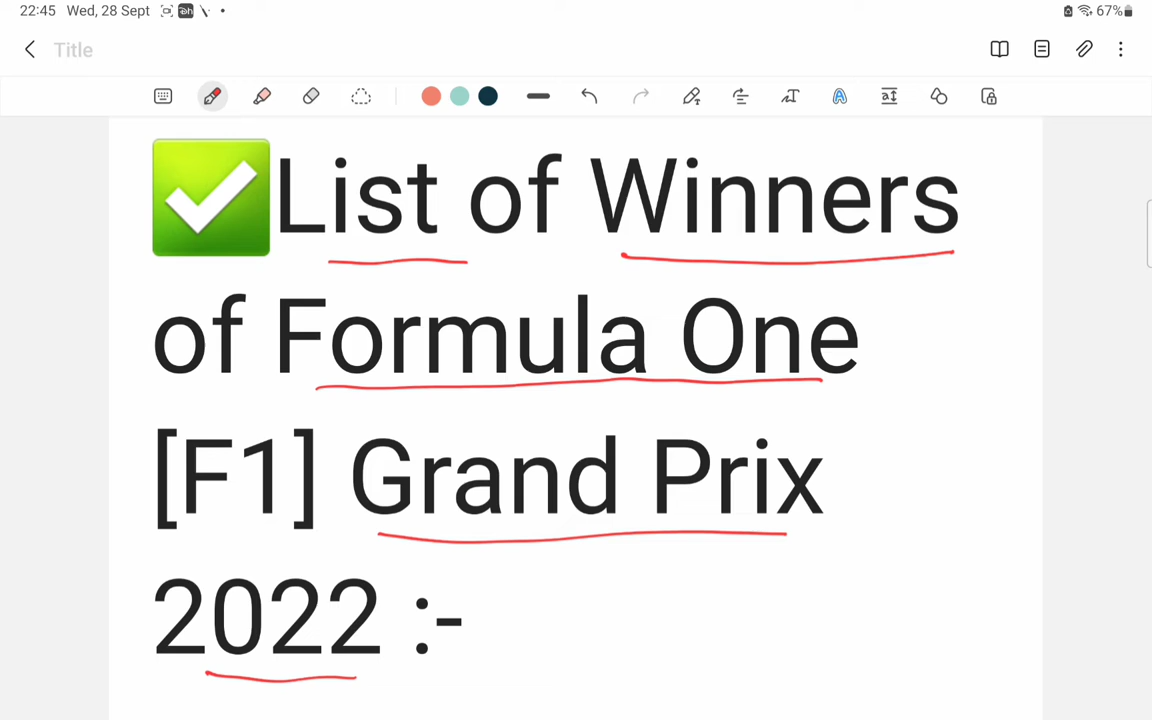 22:45 Wed, 28 Sept 67%
Title
✅List of Winners
of Formula One
[F1] Grand Prix
2022 :-